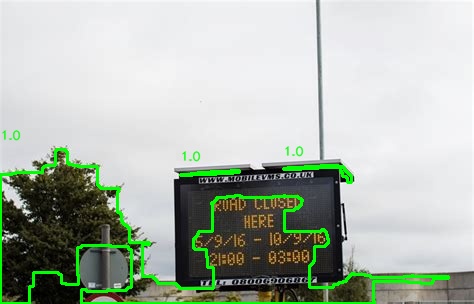 WWW.MOBILEVMS.CO.UK
ROAD CLOSED
HERE
5/9/16 - 10/9/16
21:00 - 03:00